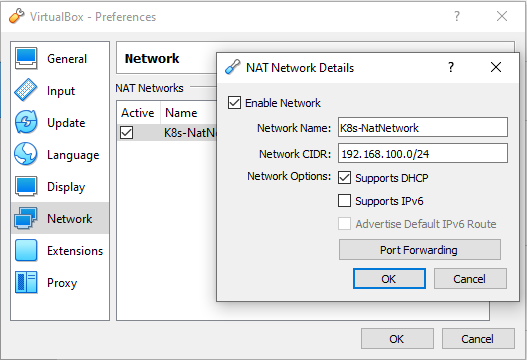 VirtualBox - Preferences
?
General
Input
Update
Language
Display
Network
Extensions
Proxy
Network
NAT Networks
Active Name
K8s-NatNe
OK Cancel
NAT Network Details
?
Enable Network
Network Name: K8s-NatNetwork
Network CIDR: 192.168.100.0/24
Network Options: Supports DHCP
Supports IPv6
Advertise Default IPv6 Route
Port Forwarding
OK Cancel